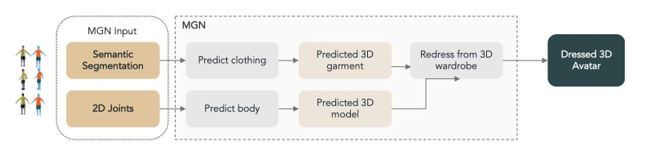 MGN Input
MGN
Semantic
Segmentation
Predict clothing
Predicted 3D
garment
Redress from 3D
wardrobe
Dressed 3D
Avatar
2D Joints
Predict body
Predicted 3D
model